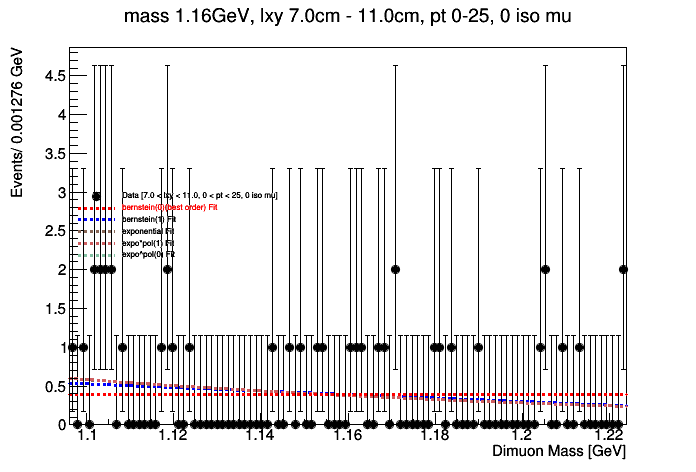 mass 1.16GeV, lxy 7.0cm - 11.0cm, pt 0-25, 0 iso mu
Events/ 0.001276 GeV
4.5
4
3.5
3
2.5
2
1.5
1
0.5
0
Data [7.0 < lxy < 11.0, 0 < pt < 25, 0 iso mu]
bernstein(0)(best order) Fit
bernstein(1) Fit
exponential Fit
expo*pol(1) Fit
expo^pol(0) Fit
1.1 1.12 1.14 1.16 1.18 1.2 1.22
Dimuon Mass [GeV]